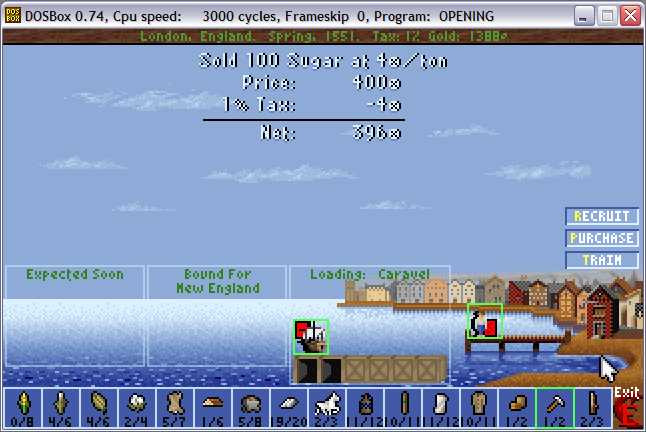 DOSBox 0.74, Cpu speed: 3000 cycles, Frameskip 0, Program: OPENING
London, England. Spring, 1551. Tax: 1% Gold: 1388¤
Sold 100 Sugar at 4¤/ton
Price: 400¤
1% Tax: -4¤
Net: 396¤
RECRUIT
PURCHASE
TRAIN
Expected Soon
Bound For
New England
Loading: Caravel
Exit
0/8 4/6 4/6 2/4 5/7 1/6 5/8 19/20 2/3 11/12 10/11 11/12 10/11 1/2 1/2 2/3
E